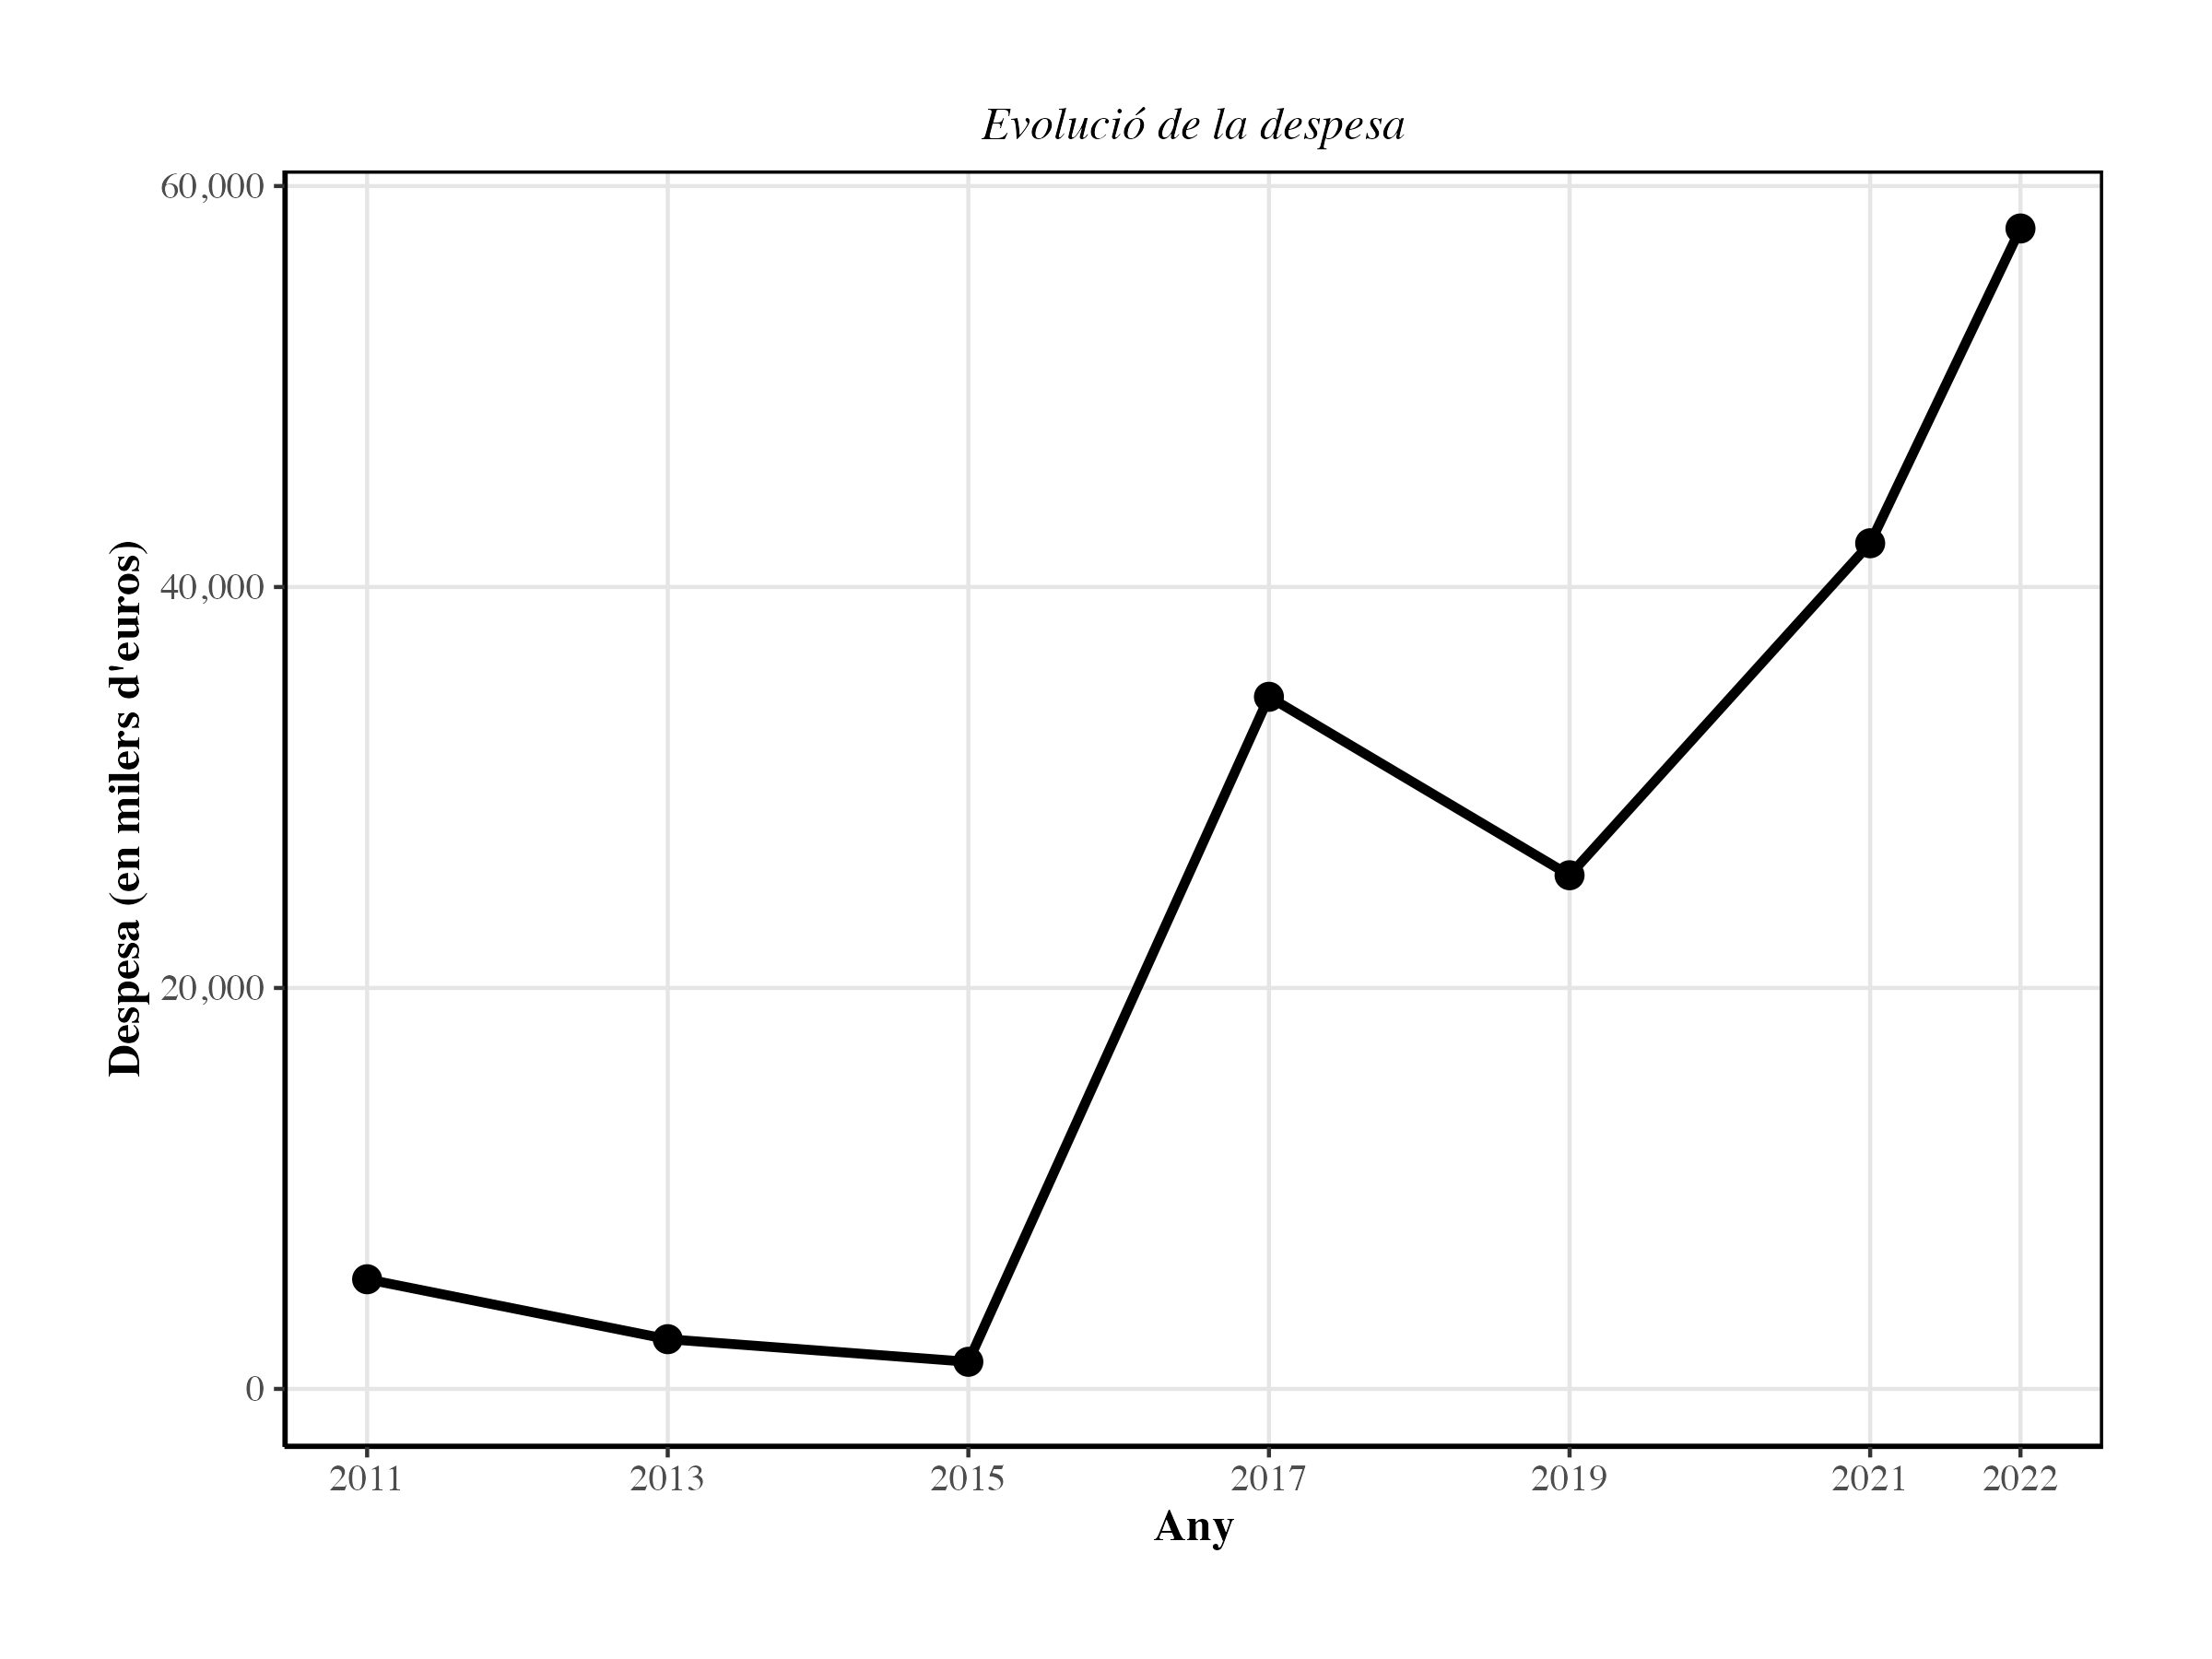 Evolució de la despesa
60,000
40,000
20,000
0
Despesa (en milers d'euros)
2011 2013 2015 2017 2019 2021 2022
Any